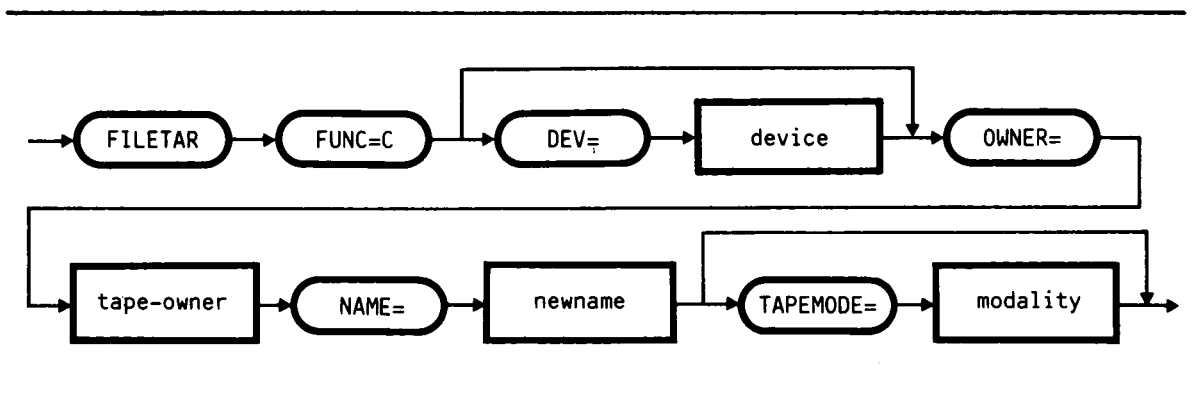 FILETAR FUNC=C DEV= device OWNER=
tape-owner NAME= newname TAPEMODE= modality